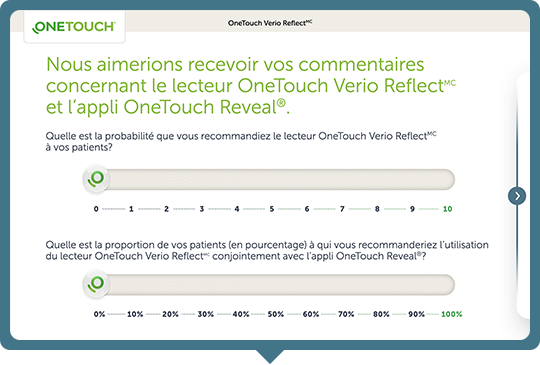 ONETOUCH®
OneTouch Verio Reflect^MC
Nous aimerions recevoir vos commentaires
concernant le lecteur OneTouch Verio Reflect^MC
et l'appli OneTouch Reveal®.
Quelle est la probabilité que vous recommandiez le lecteur OneTouch Verio Reflect^MC
à vos patients?
0 1 2 3 4 5 6 7 8 9 10
Quelle est la proportion de vos patients (en pourcentage) à qui vous recommanderiez l'utilisation
du lecteur OneTouch Verio Reflect^MC conjointement avec l'appli OneTouch Reveal®?
0% 10% 20% 30% 40% 50% 60% 70% 80% 90% 100%